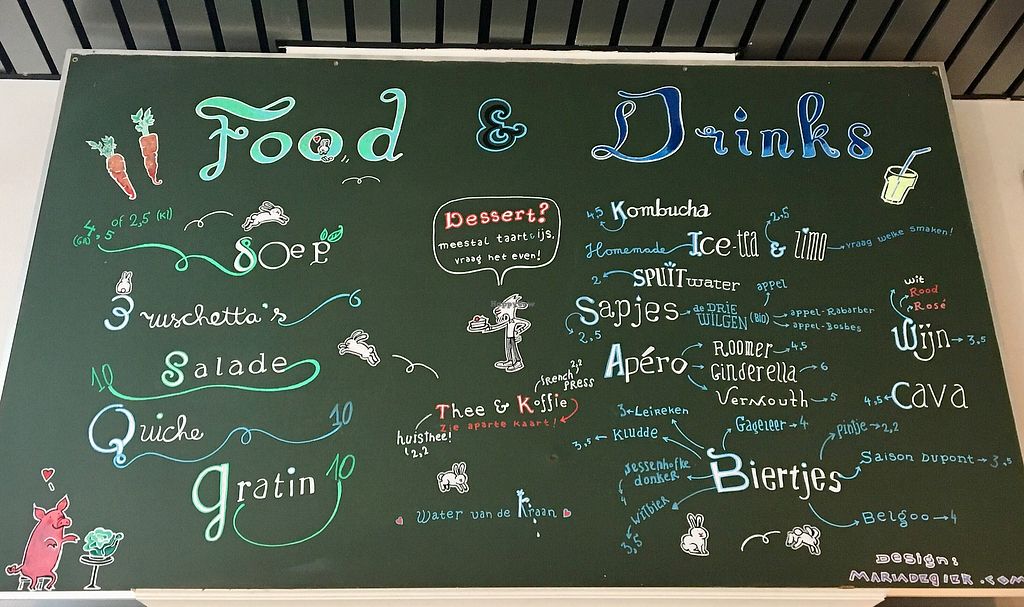 Food & Drinks
4 of 2,5 (kl)
(GR) 5
Soep
Bruschetta's 6
10 Salade
Quiche 10
gratin 10
Dessert?
meestal taart vijs,
vraag het even!
french press 2,2
Thee & Koffie
Zie aparte kaart!
huisthee!
2,2
Water van de Kraan
4,5 Kombucha
2,5
Homemade Ice-tea & Zimo vraag welke smaken!
2 SPUITwater
Sapjes 2,5
de DRIE WILGEN (BIO)
appel
appel-Rabarber
appel-Bosbes
Apéro
ROOMER 4,5
Ginderella 6
Vermouth 5
wit
Rood
Rosé
Wijn 3,5
4,5 Cava
Biertjes
3 Leireken
3,5 Kludde
Jessenhofke donker 4
witbier 3,5
Gageleer 4
pintje 2,2
Saison Dupont 3,5
Belgoo 4
Design:
MARIADEGIER.COM